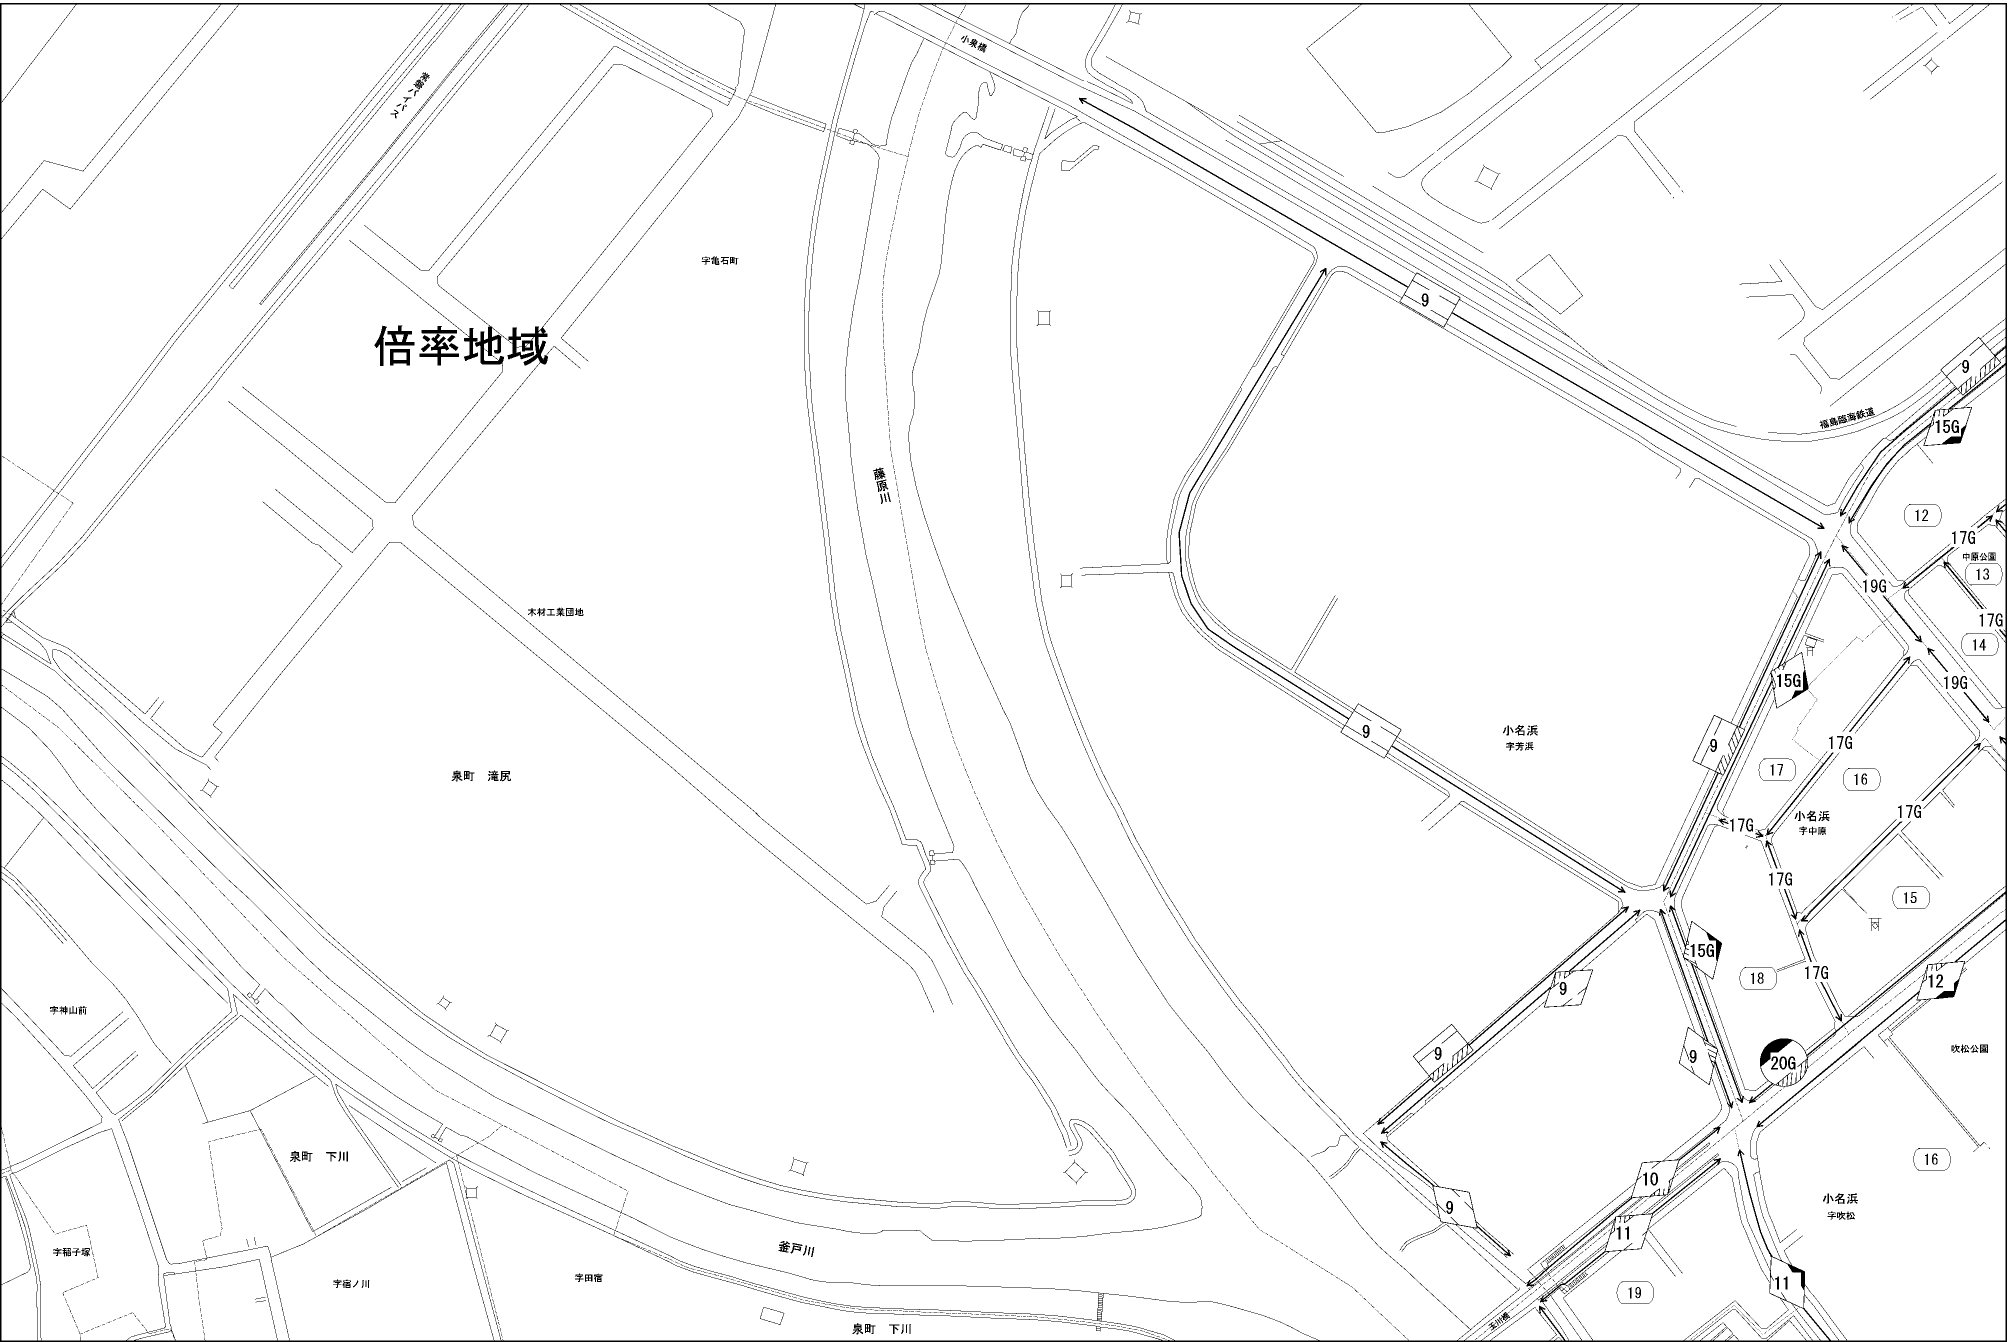 小泉橋
常磐バイパス
字亀石町
9
倍率地域
9
福島臨海鉄道
15G
藤原川
12
17G
中原公園
13
19G
木材工業団地
17G
14
15G
19G
小名浜
字芳浜
9
9
17G
17
16
泉町 滝尻
17G
小名浜
字中原
17G
17G
15
15G
18
17G
12
9
字神山前
9
9
20G
吹松公園
泉町 下川
16
10
小名浜
字吹松
9
11
字稲子塚
釜戸川
字宿ノ川
字田宿
11
19
玉川橋
泉町 下川